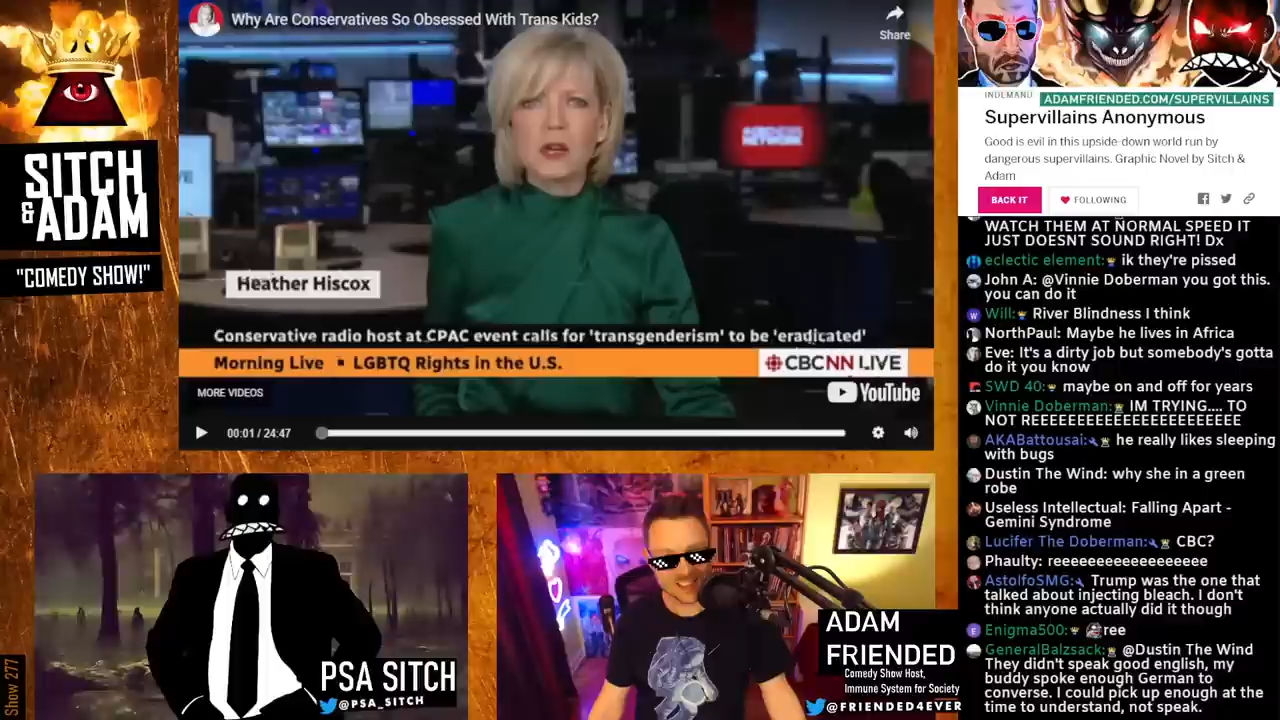 Why Are Conservatives So Obsessed With Trans Kids?
Share
SITCH
& ADAM
"COMEDY SHOW!"
Heather Hiscox
Conservative radio host at CPAC event calls for 'transgenderism' to be 'eradicated'
Morning Live ▪ LGBTQ Rights in the U.S.
CBCNN LIVE
MORE VIDEOS
YouTube
00:01 / 24:47
INDEMAND
ADAMFRIENDED.COM/SUPERVILLAINS
Supervillains Anonymous
Good is evil in this upside-down world run by
dangerous supervillains. Graphic Novel by Sitch &
Adam
BACK IT
FOLLOWING
WATCH THEM AT NORMAL SPEED IT
JUST DOESNT SOUND RIGHT! Dx
eclectic element: ik they're pissed
John A: @Vinnie Doberman you got this.
you can do it
Will: River Blindness I think
NorthPaul: Maybe he lives in Africa
Eve: It's a dirty job but somebody's gotta
do it you know
SWD 40: maybe on and off for years
Vinnie Doberman: IM TRYING.... TO
NOT REEEEEEEEEEEEEEEEEEEEEE
AKABattousai: he really likes sleeping
with bugs
Dustin The Wind: why she in a green
robe
Useless Intellectual: Falling Apart -
Gemini Syndrome
Lucifer The Doberman: CBC?
Phaulty: reeeeeeeeeeeeeeeee
AstolfoSMG: Trump was the one that
talked about injecting bleach. I don't
think anyone actually did it though
Enigma500: ree
GeneralBalzsack: @Dustin The Wind
They didn't speak good english, my
buddy spoke enough German to
converse. I could pick up enough at the
time to understand, not speak.
PSA SITCH
@PSA_SITCH
ADAM
FRIENDED
Comedy Show Host,
Immune System for Society
@FRIENDED4EVER
Show 277